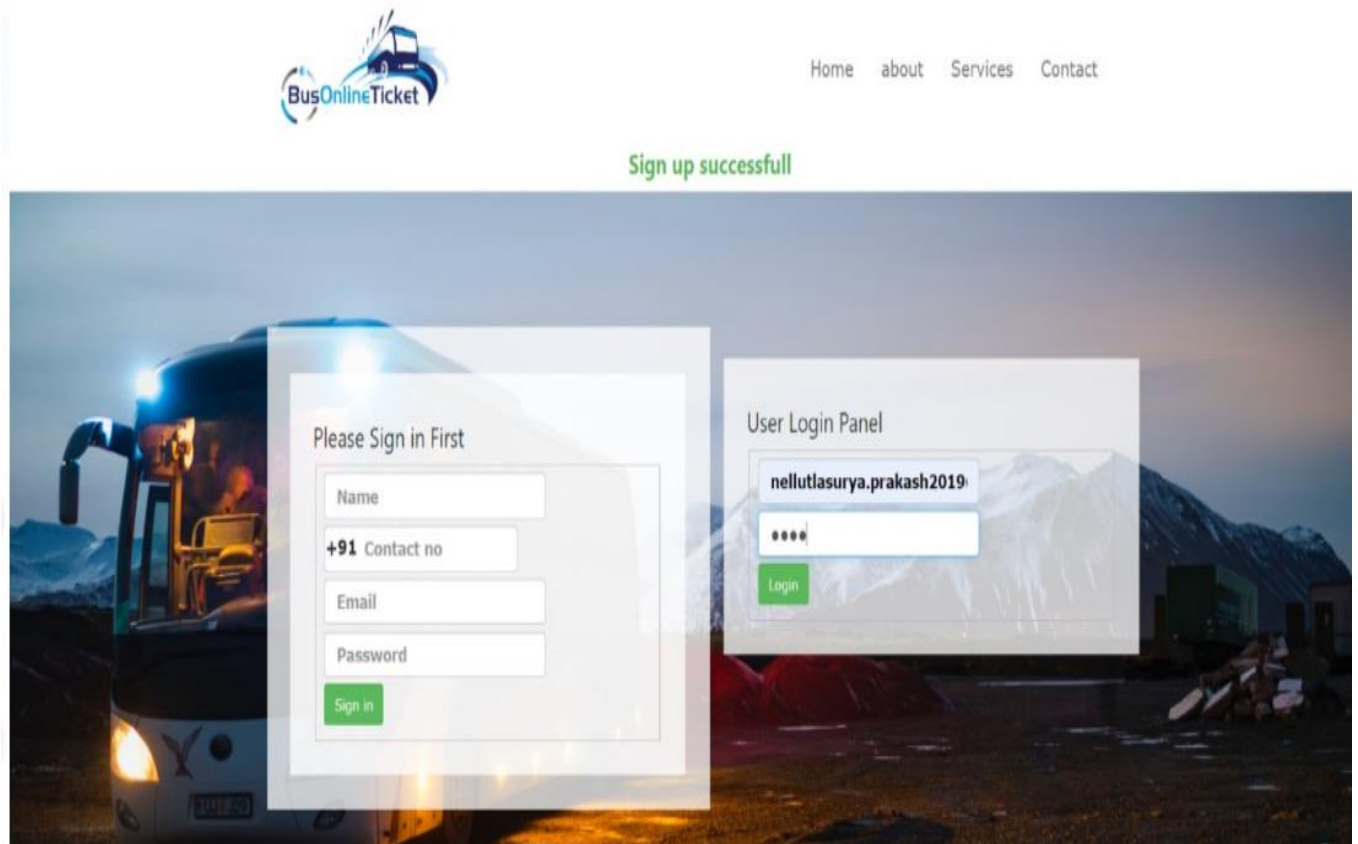 BusOnlineTicket
Home about Services Contact
Sign up successfull
Please Sign in First
Name
+91 Contact no
Email
Password
Sign in
User Login Panel
nellutlasurya.prakash2019
••••
Login